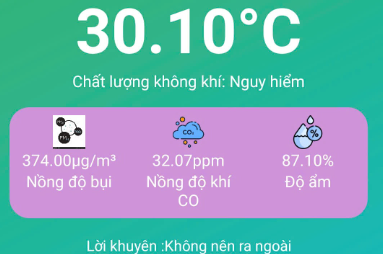 30.10°C
Chất lượng không khí: Nguy hiểm
374.00µg/m³ 32.07ppm 87.10%
Nồng độ bụi Nồng độ khí CO Độ ẩm
Lời khuyên :Không nên ra ngoài